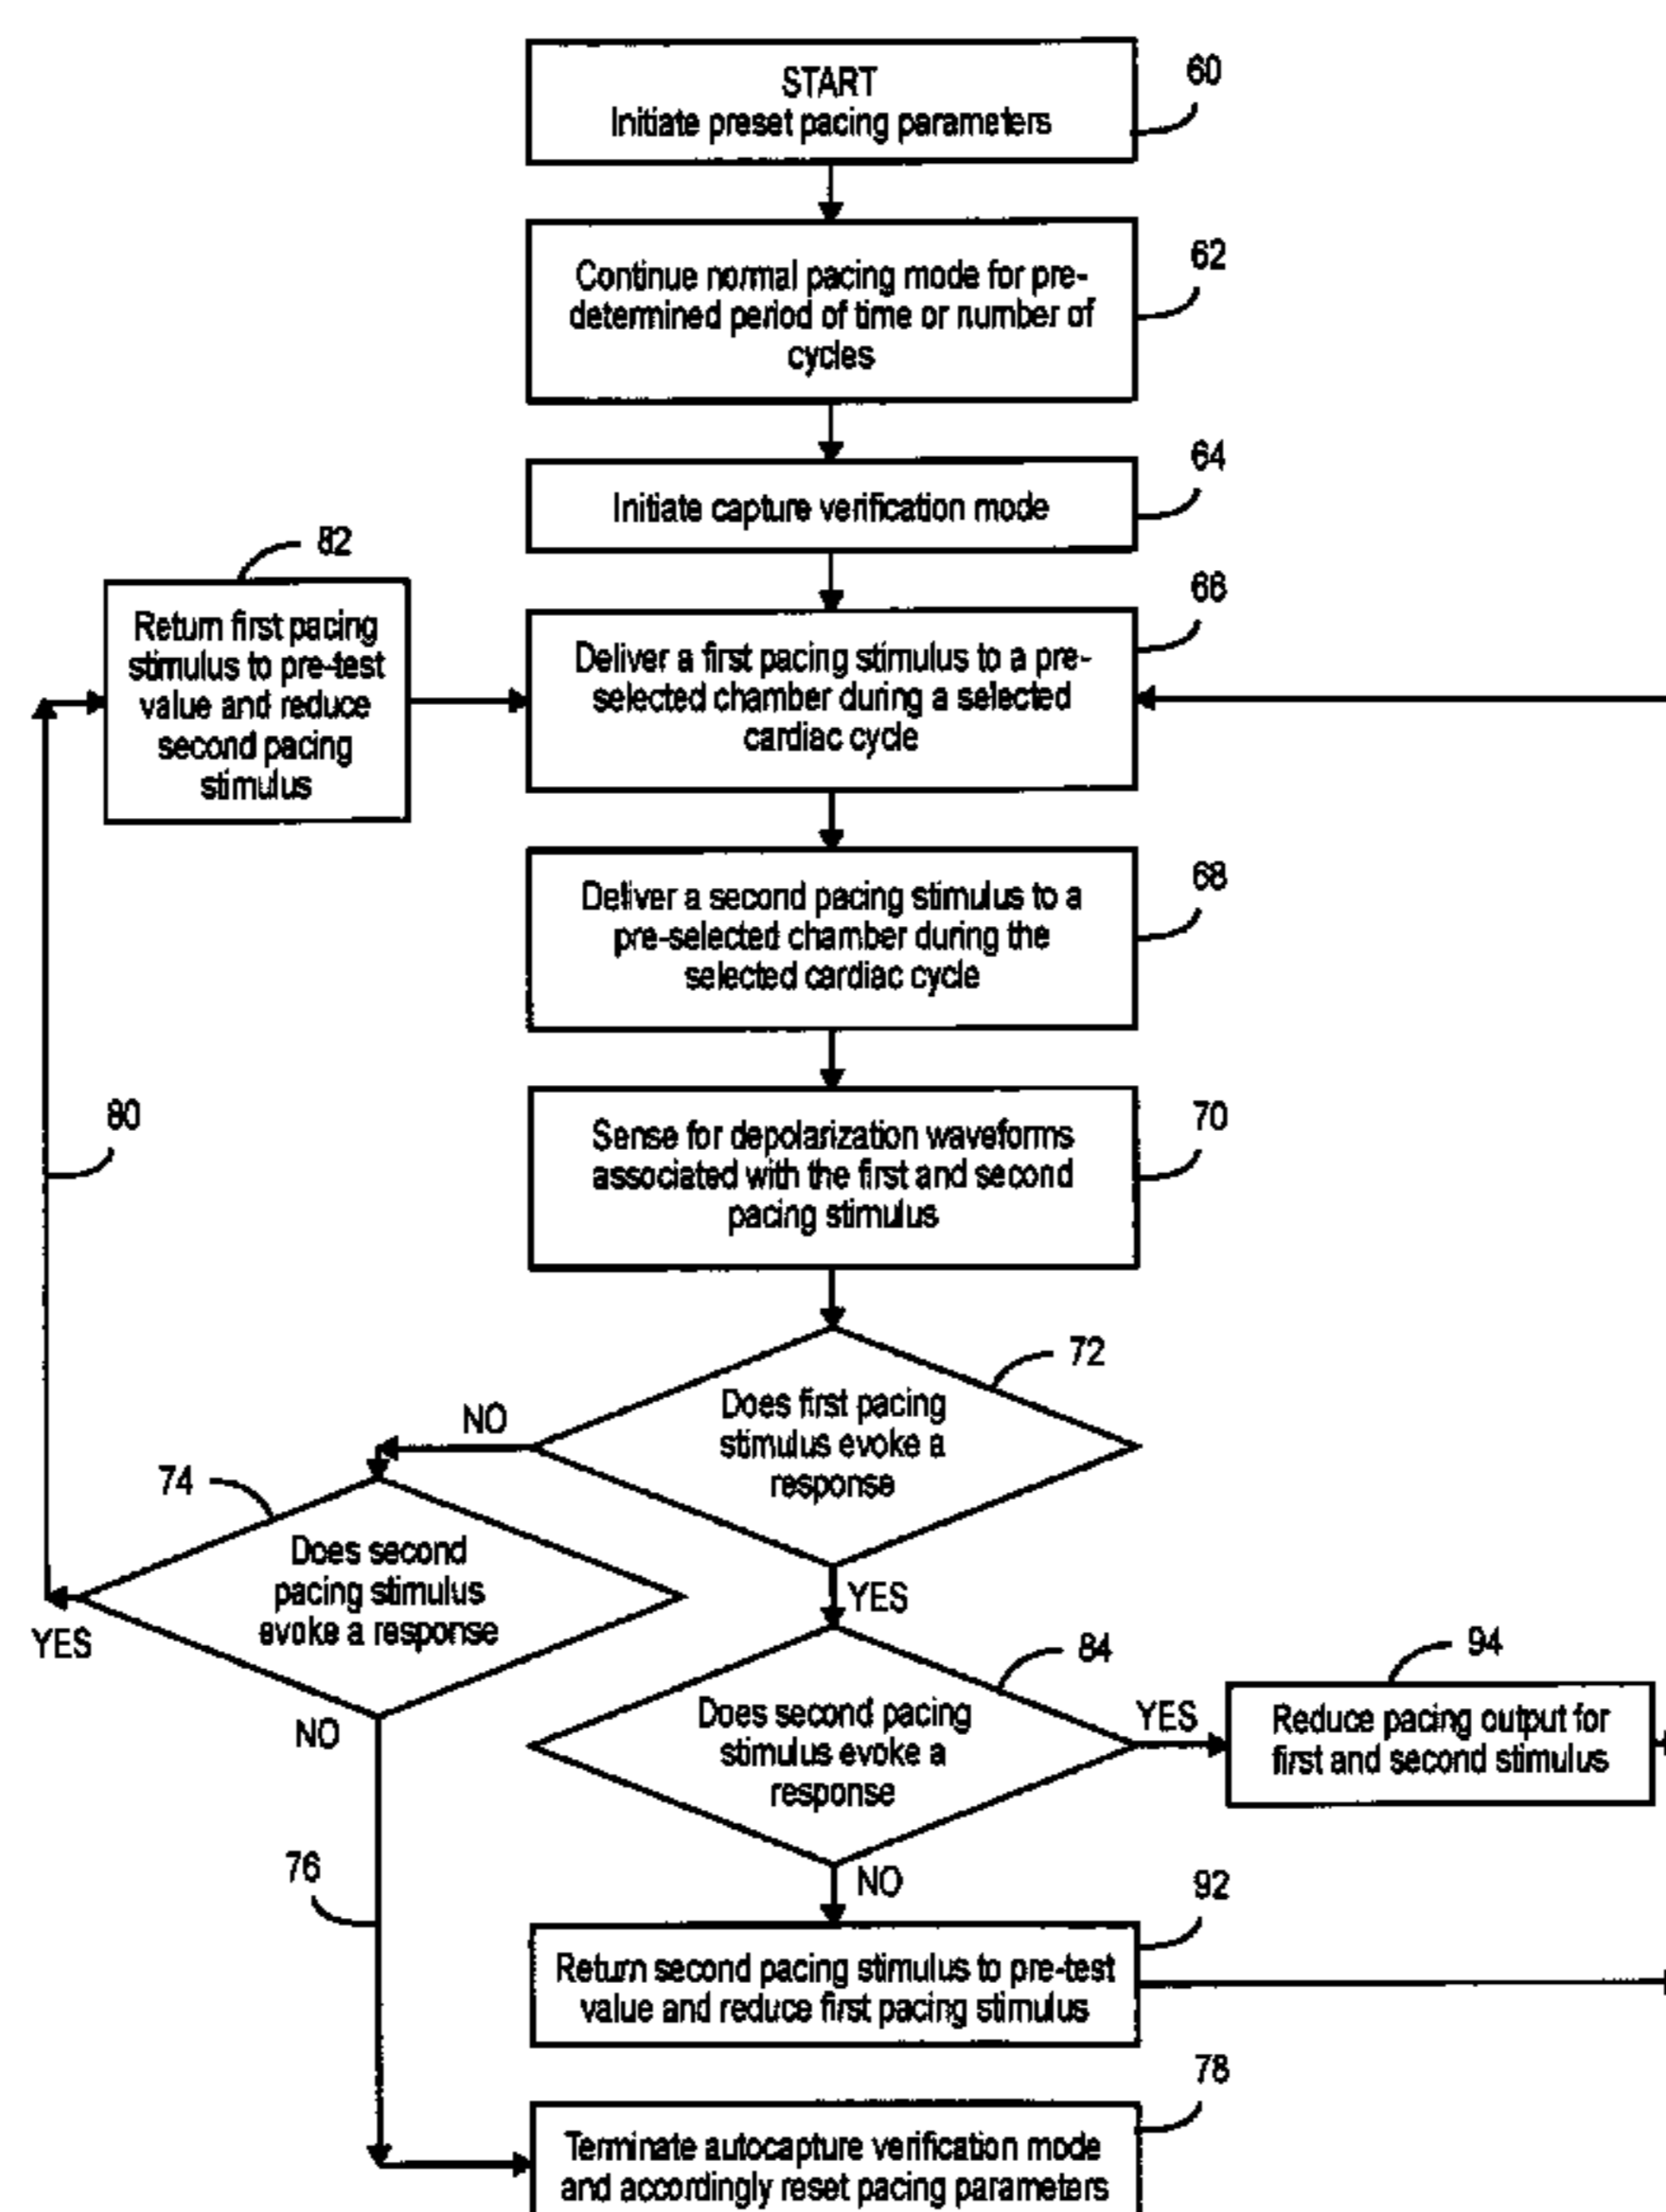 START
Initiate preset pacing parameters
60
Continue normal pacing mode for pre-
determined period of time or number of
cycles
62
Initiate capture verification mode
64
82
Return first pacing
stimulus to pre-test
value and reduce
second pacing
stimulus
Deliver a first pacing stimulus to a pre-
selected chamber during a selected
cardiac cycle
66
Deliver a second pacing stimulus to a
pre-selected chamber during the
selected cardiac cycle
68
80
Sense for depolarization waveforms
associated with the first and second
pacing stimulus
70
72
Does first pacing
stimulus evoke a
response
NO
74
Does second
pacing stimulus
evoke a response
YES
NO
YES
84
Does second pacing
stimulus evoke a
response
YES
94
Reduce pacing output for
first and second stimulus
76
NO
92
Return second pacing stimulus to pre-test
value and reduce first pacing stimulus
78
Terminate autocapture verification mode
and accordingly reset pacing parameters